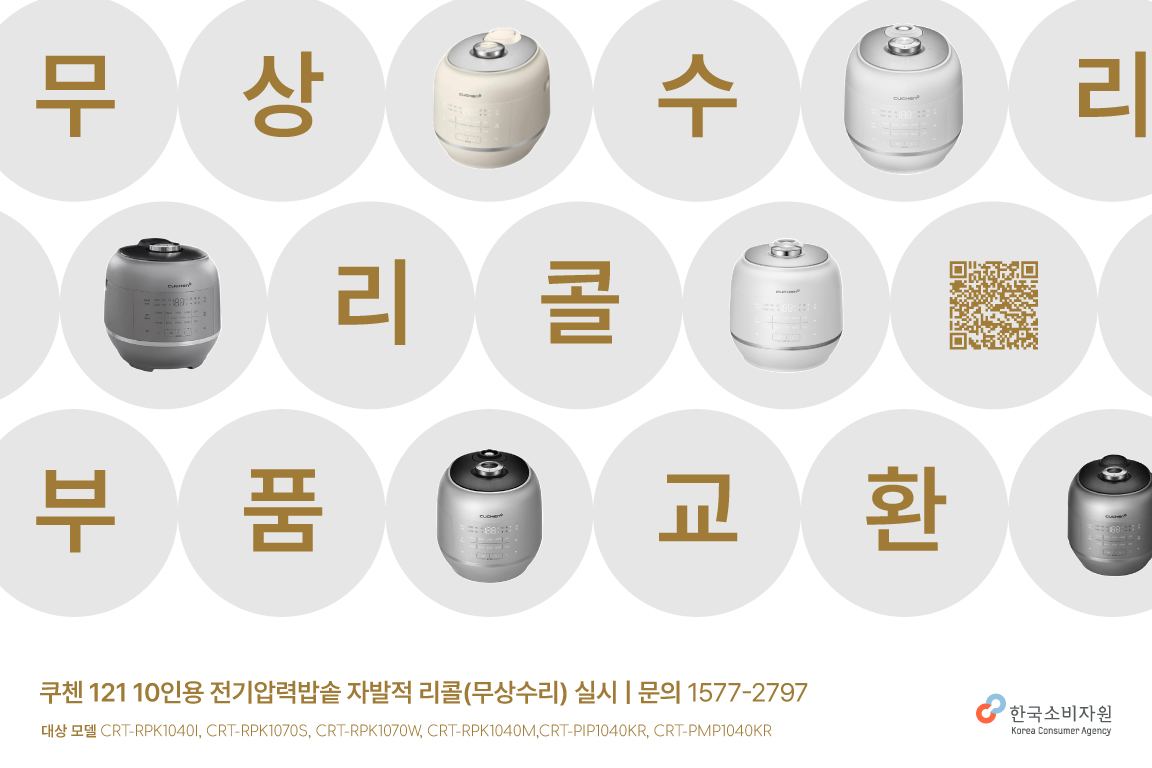 무 상 수 리
리 콜
부 품 교 환
쿠첸 121 10인용 전기압력밥솥 자발적 리콜(무상수리) 실시 | 문의 1577-2797
대상 모델 CRT-RPK1040I, CRT-RPK1070S, CRT-RPK1070W, CRT-RPK1040M,CRT-PIP1040KR, CRT-PMP1040KR
한국소비자원
Korea Consumer Agency